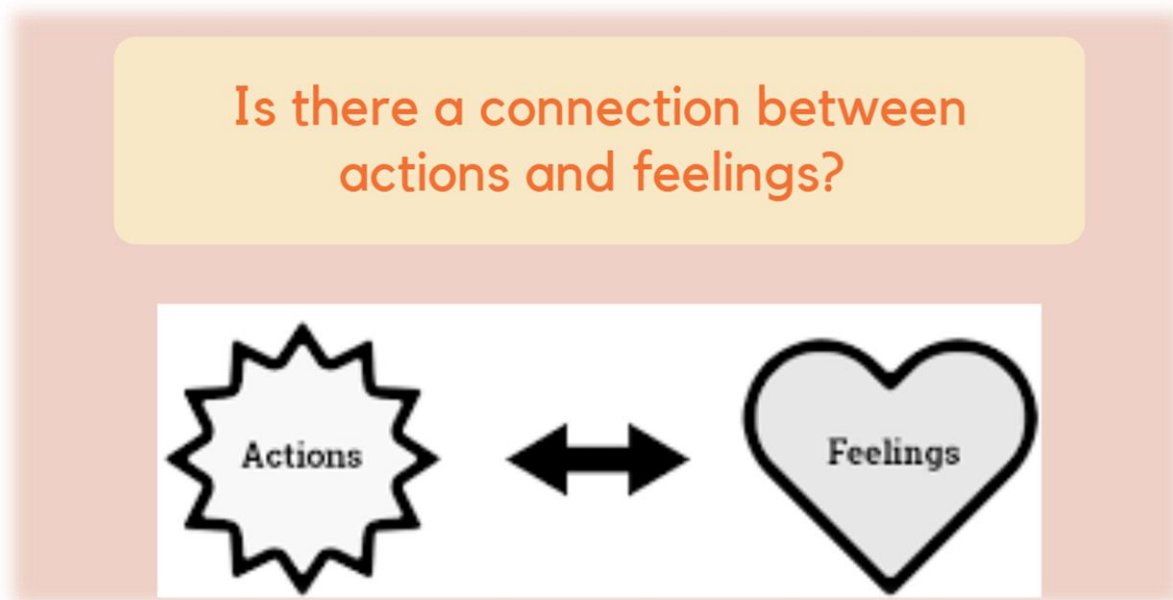 Is there a connection between
actions and feelings?
Actions
Feelings